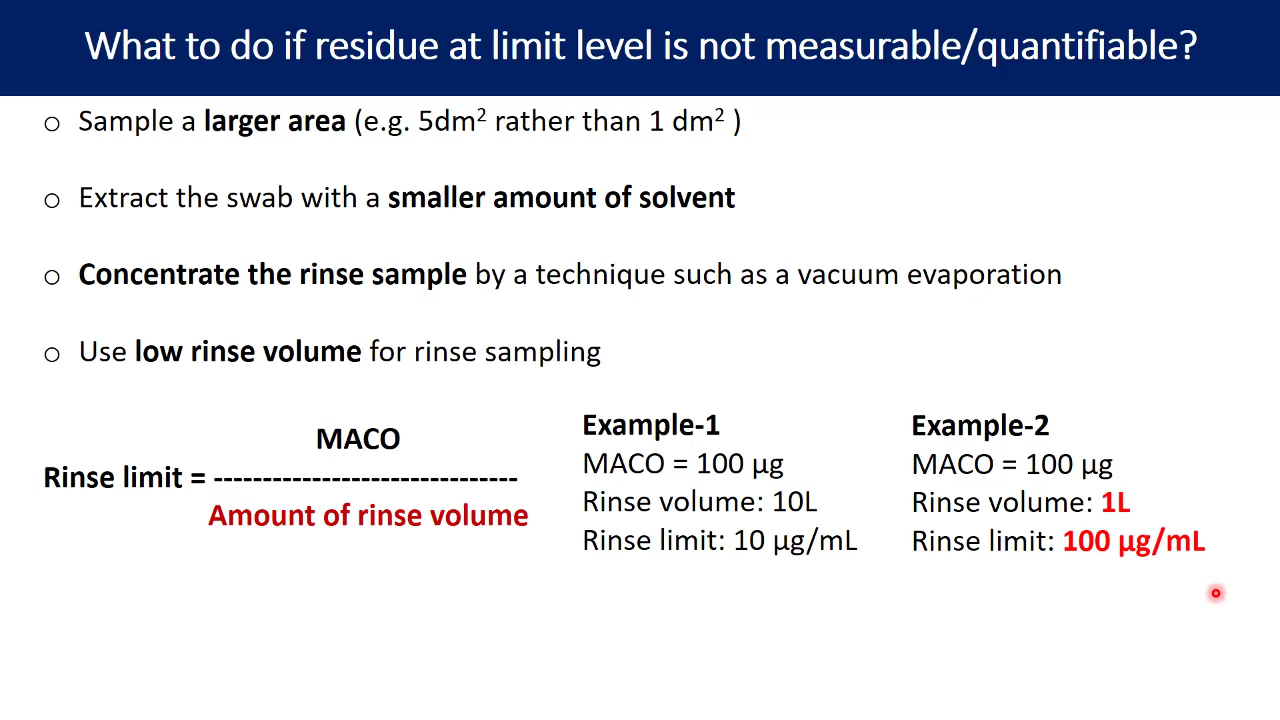 What to do if residue at limit level is not measurable/quantifiable?
o Sample a larger area (e.g. 5dm² rather than 1 dm² )
o Extract the swab with a smaller amount of solvent
o Concentrate the rinse sample by a technique such as a vacuum evaporation
o Use low rinse volume for rinse sampling
MACO
Rinse limit = -------------------------------
Amount of rinse volume
Example-1
MACO = 100 µg
Rinse volume: 10L
Rinse limit: 10 µg/mL
Example-2
MACO = 100 µg
Rinse volume: 1L
Rinse limit: 100 µg/mL